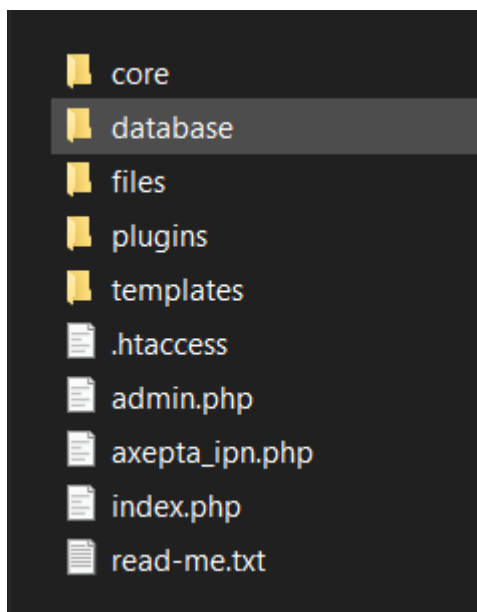 core
database
files
plugins
templates
.htaccess
admin.php
axepta_ipn.php
index.php
read-me.txt